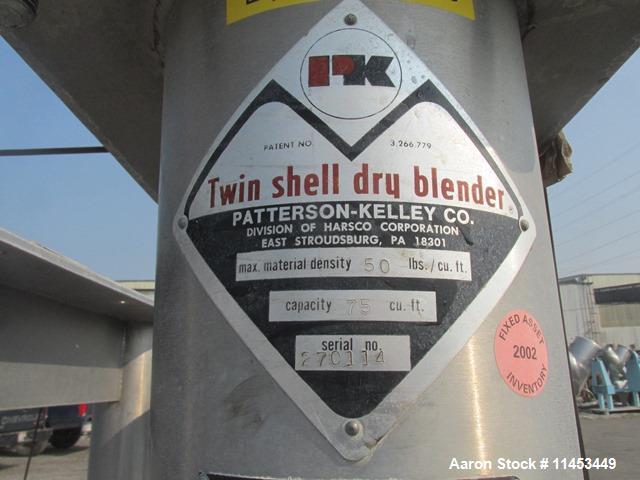 PK
PATENT NO. 3,266,779
Twin shell dry blender
PATTERSON-KELLEY CO.
DIVISION OF HARSCO CORPORATION
EAST STROUDSBURG, PA 18301
max. material density 50 lbs./cu. ft.
capacity 75 cu. ft.
serial no.
270114
FIXED ASSET
2002
INVENTORY
Aaron Stock # 11453449